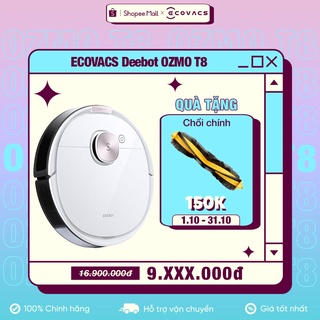 Shopee Mall x ECOVACS
ECOVACS Deebot OZMO T8
QUÀ TẶNG
Chổi chính
150K
1.10 - 31.10
16.900.000đ
9.XXX.000đ
100% Chính hãng
Hỗ trợ vận chuyển
Giá tốt nhất